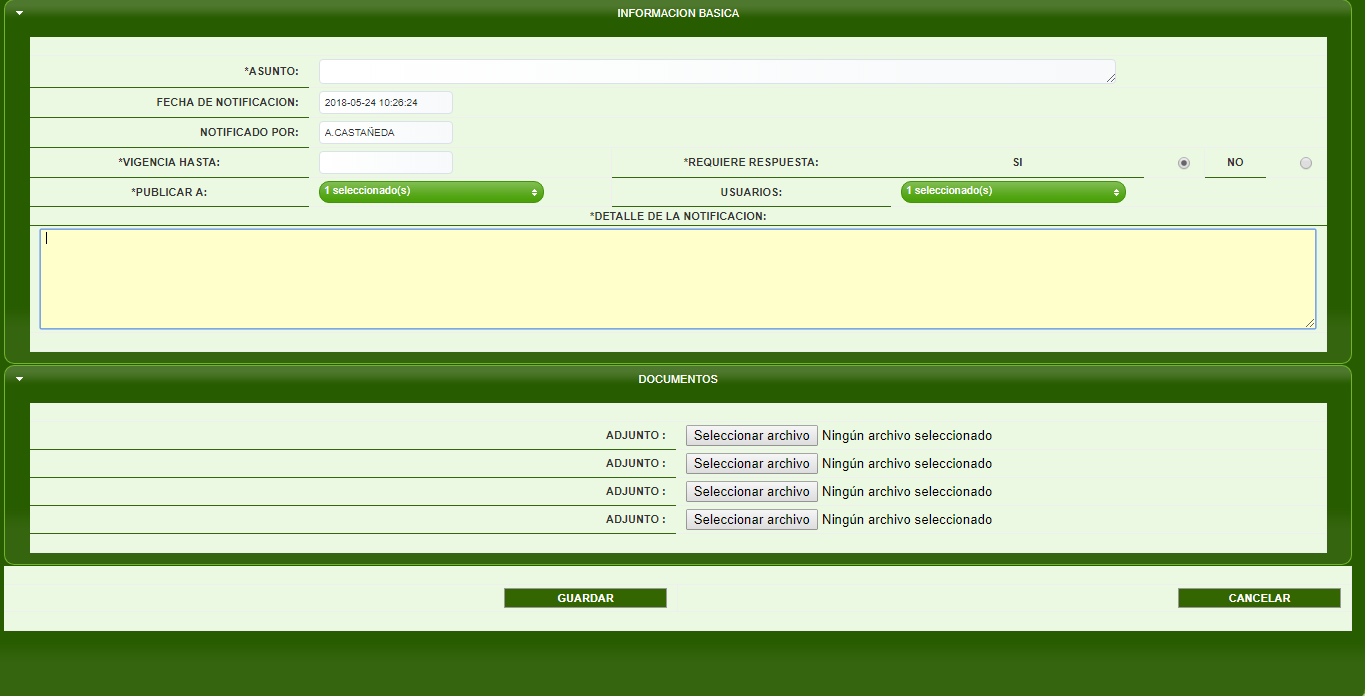 INFORMACION BASICA
*ASUNTO:
FECHA DE NOTIFICACION: 2018-05-24 10:26:24
NOTIFICADO POR: A.CASTAÑEDA
*VIGENCIA HASTA: *REQUIERE RESPUESTA: SI NO
*PUBLICAR A: 1 seleccionado(s) USUARIOS: 1 seleccionado(s)
*DETALLE DE LA NOTIFICACION:
DOCUMENTOS
ADJUNTO : Seleccionar archivo Ningún archivo seleccionado
ADJUNTO : Seleccionar archivo Ningún archivo seleccionado
ADJUNTO : Seleccionar archivo Ningún archivo seleccionado
ADJUNTO : Seleccionar archivo Ningún archivo seleccionado
GUARDAR CANCELAR